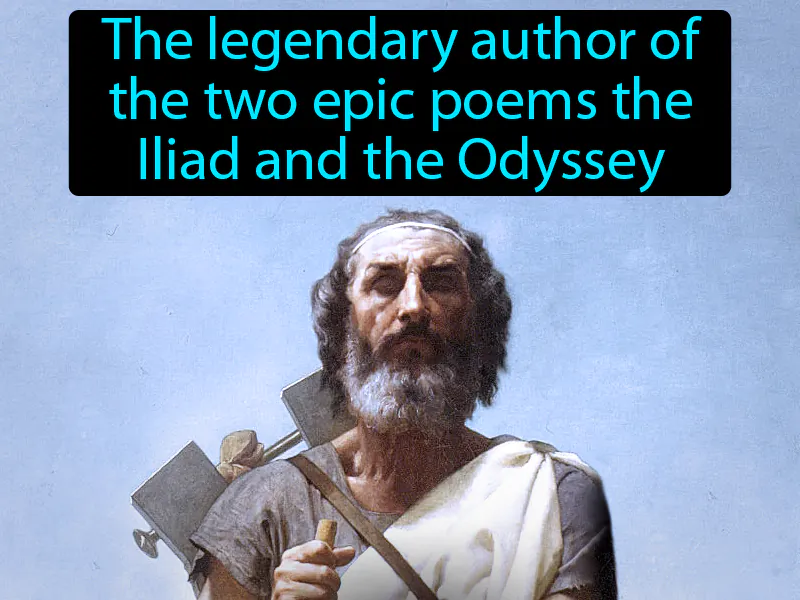 The legendary author of
the two epic poems the
Iliad and the Odyssey